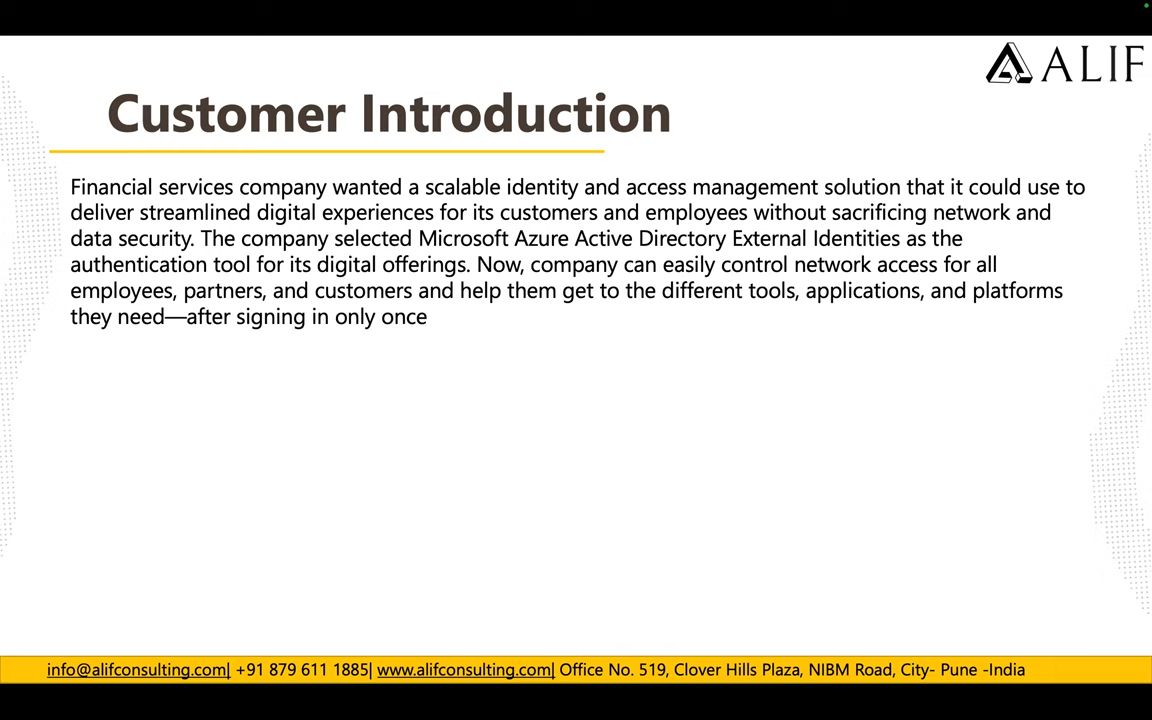 ALIF
Customer Introduction
Financial services company wanted a scalable identity and access management solution that it could use to
deliver streamlined digital experiences for its customers and employees without sacrificing network and
data security. The company selected Microsoft Azure Active Directory External Identities as the
authentication tool for its digital offerings. Now, company can easily control network access for all
employees, partners, and customers and help them get to the different tools, applications, and platforms
they need—after signing in only once
info@alifconsulting.com| +91 879 611 1885| www.alifconsulting.com| Office No. 519, Clover Hills Plaza, NIBM Road, City- Pune -India